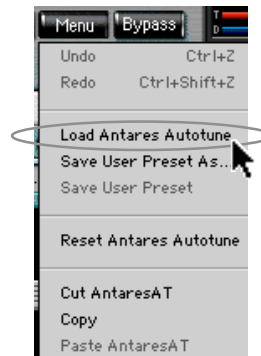 Menu Bypass T
D
Undo Ctrl+Z
Redo Ctrl+Shift+Z
Load Antares Autotune
Save User Preset As...
Save User Preset
Reset Antares Autotune
Cut AntaresAT
Copy
Paste AntaresAT